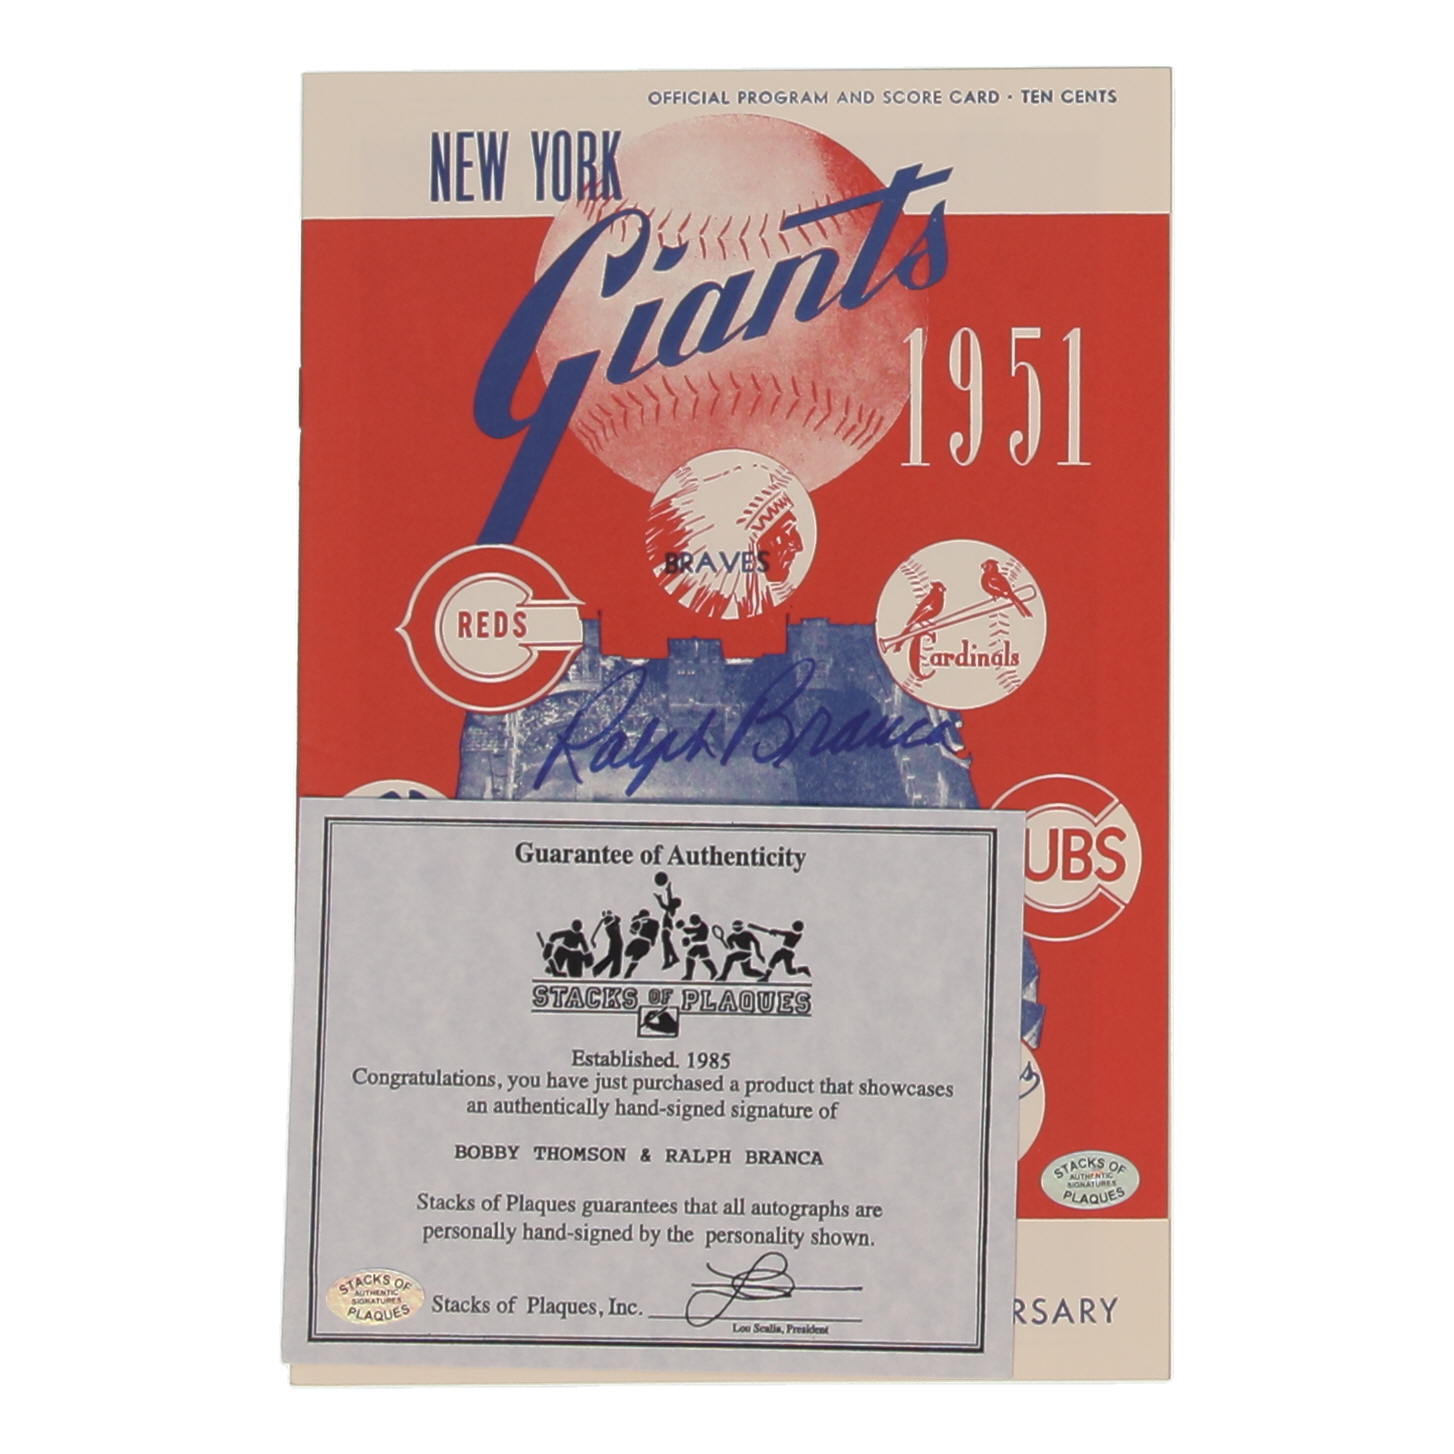 OFFICIAL PROGRAM AND SCORE CARD · TEN CENTS
NEW YORK
Giants
1951
BRAVES
REDS
Cardinals
Ralph Branca
UBS
Guarantee of Authenticity
STACKS OF PLAQUES
Established. 1985
Congratulations, you have just purchased a product that showcases
an authentically hand-signed signature of
BOBBY THOMSON & RALPH BRANCA
Stacks of Plaques guarantees that all autographs are
personally hand-signed by the personality shown.
STACKS OF
AUTHENTIC
SIGNATURES
PLAQUES
Stacks of Plaques, Inc.
Lou Scalia, President
STACKS OF
AUTHENTIC
SIGNATURES
PLAQUES
RSARY